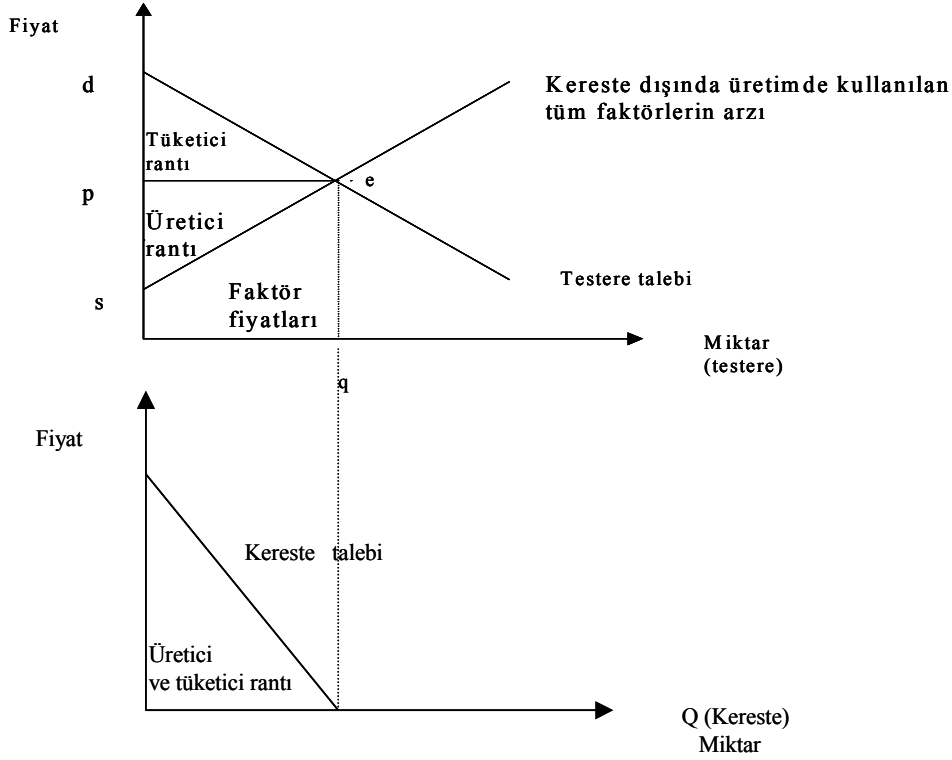 Fiyat
d
Kereste dışında üretimde kullanılan
tüm faktörlerin arzı
Tüketici
rantı
e
p
Üretici
rantı
Testere talebi
s
Faktör
fiyatları
Miktar
(testere)
q
Fiyat
Kereste talebi
Üretici
ve tüketici rantı
Q (Kereste)
Miktar